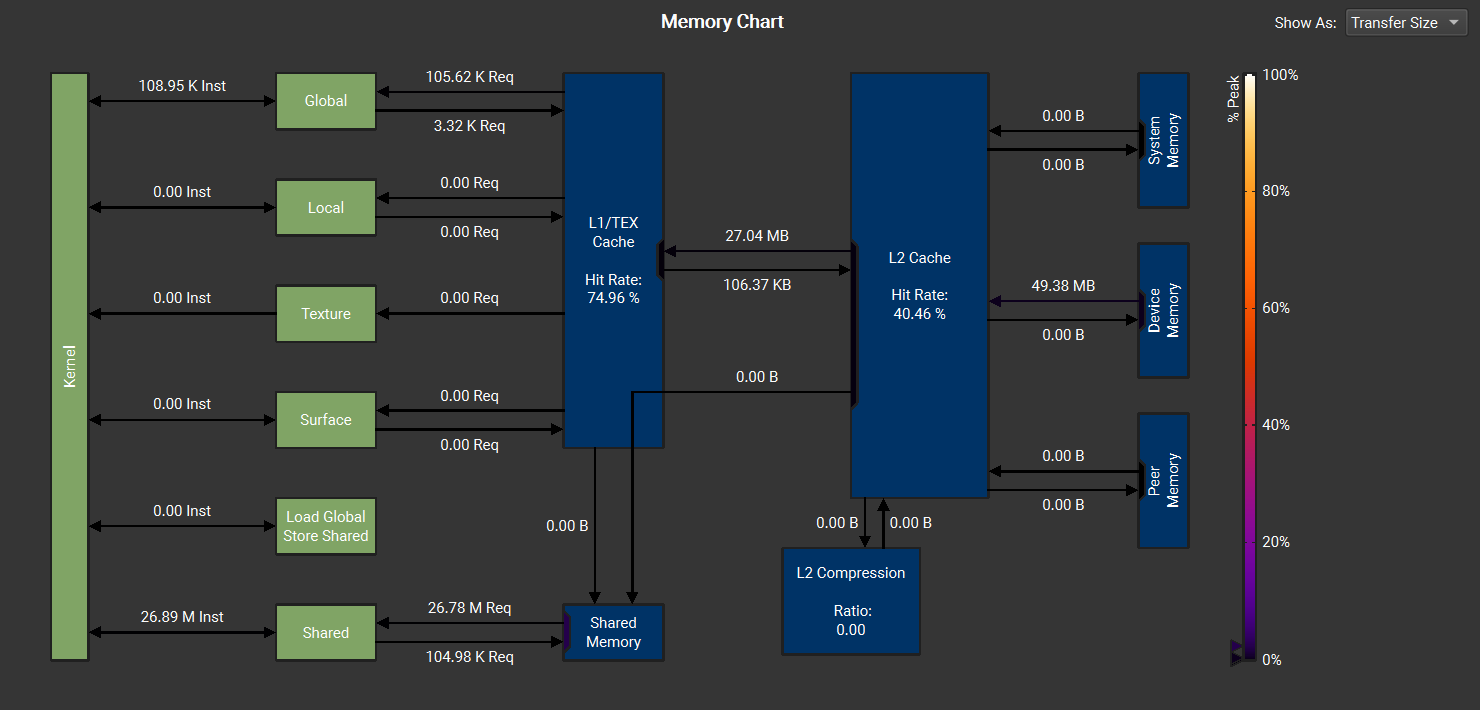 Memory Chart
Show As:
Transfer Size
Kernel
108.95 K Inst
Global
105.62 K Req
3.32 K Req
0.00 Inst
Local
0.00 Req
0.00 Req
0.00 Inst
Texture
0.00 Req
0.00 Inst
Surface
0.00 Req
0.00 Req
0.00 Inst
Load Global
Store Shared
26.89 M Inst
Shared
26.78 M Req
104.98 K Req
L1/TEX
Cache
Hit Rate:
74.96 %
0.00 B
Shared
Memory
27.04 MB
106.37 KB
0.00 B
L2 Cache
Hit Rate:
40.46 %
0.00 B
0.00 B
L2 Compression
Ratio:
0.00
0.00 B
0.00 B
System
Memory
49.38 MB
0.00 B
Device
Memory
0.00 B
0.00 B
Peer
Memory
% Peak
100%
80%
60%
40%
20%
0%